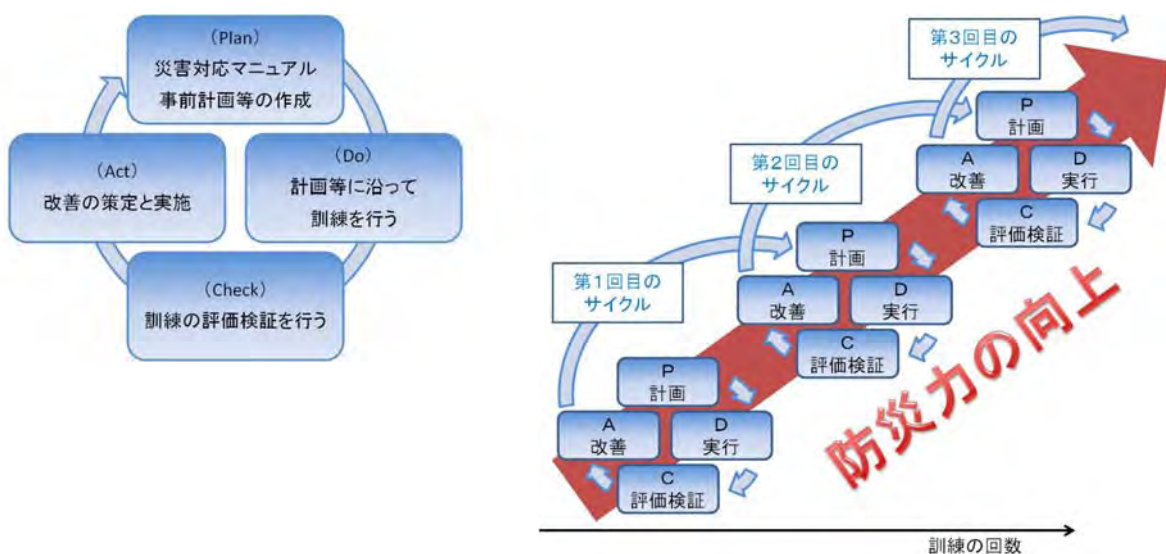 (Plan)
災害対応マニュアル
事前計画等の作成
(Act)
改善の策定と実施
(Do)
計画等に沿って
訓練を行う
(Check)
訓練の評価検証を行う
第3回目の
サイクル
P
計画
A
改善
D
実行
C
評価検証
第2回目の
サイクル
P
計画
A
改善
D
実行
C
評価検証
第1回目の
サイクル
P
計画
A
改善
D
実行
C
評価検証
防災力の向上
訓練の回数